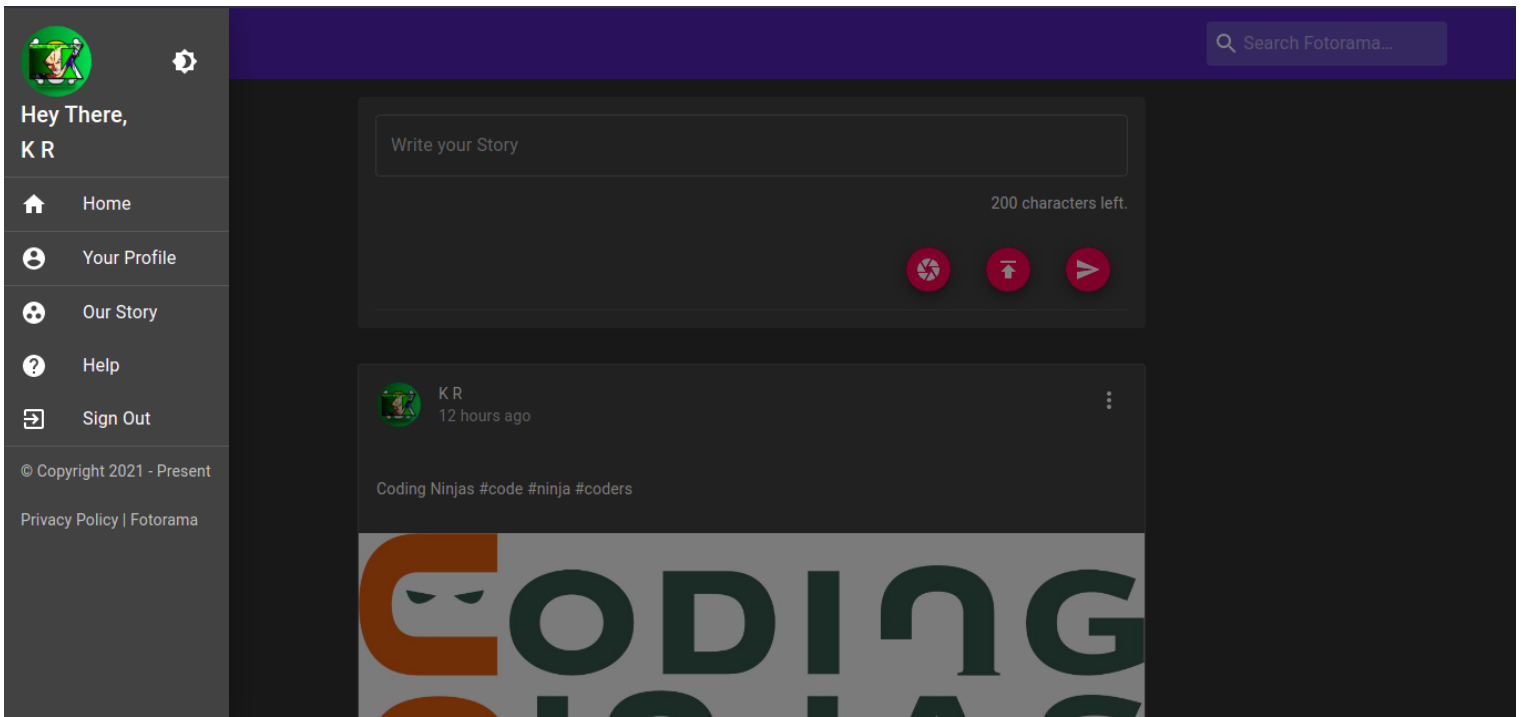 Hey There,
K R
Home
Your Profile
Our Story
Help
Sign Out
© Copyright 2021 - Present
Privacy Policy | Fotorama
Search Fotorama...
Write your Story
200 characters left.
K R
12 hours ago
Coding Ninjas #code #ninja #coders
CODING